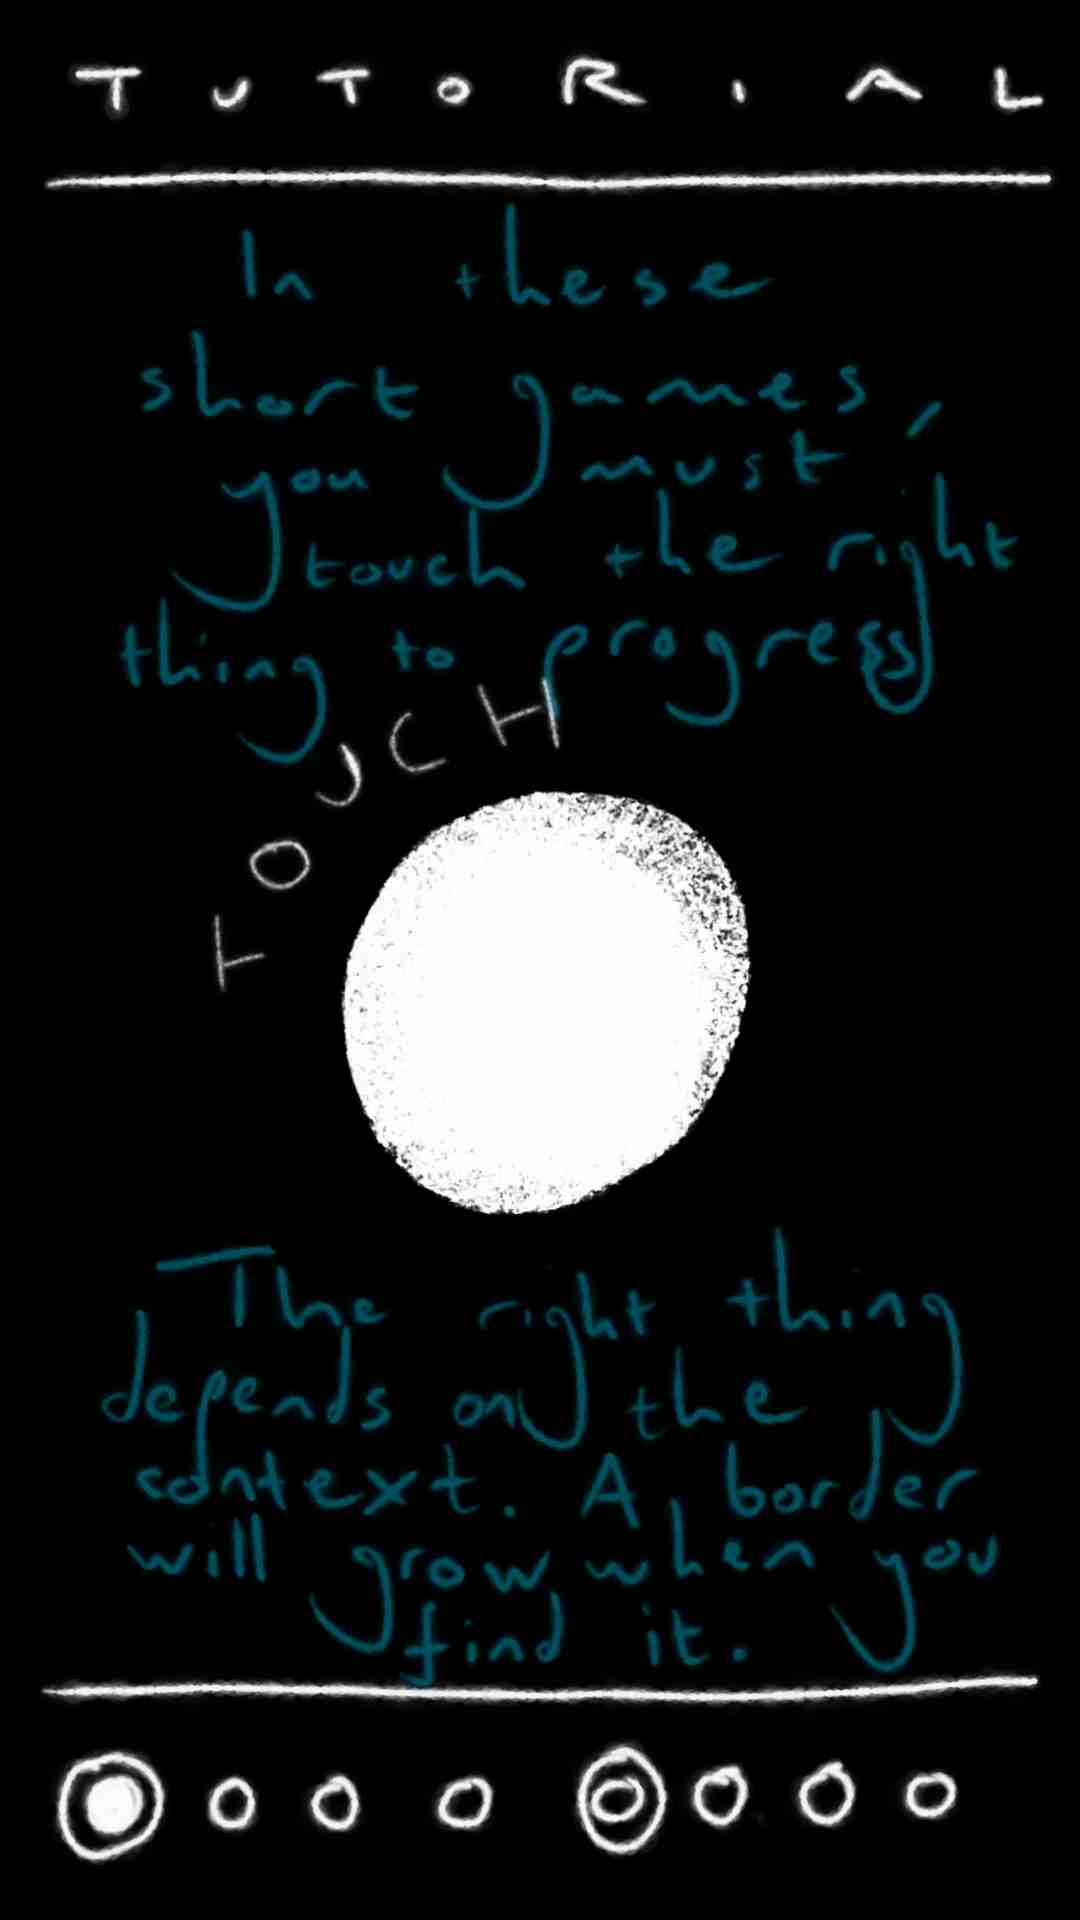 TUTORIAL
In these
short games,
you must
touch the right
thing to progress
TOUCH
The right thing
depends on the
context. A border
will grow when you
find it.